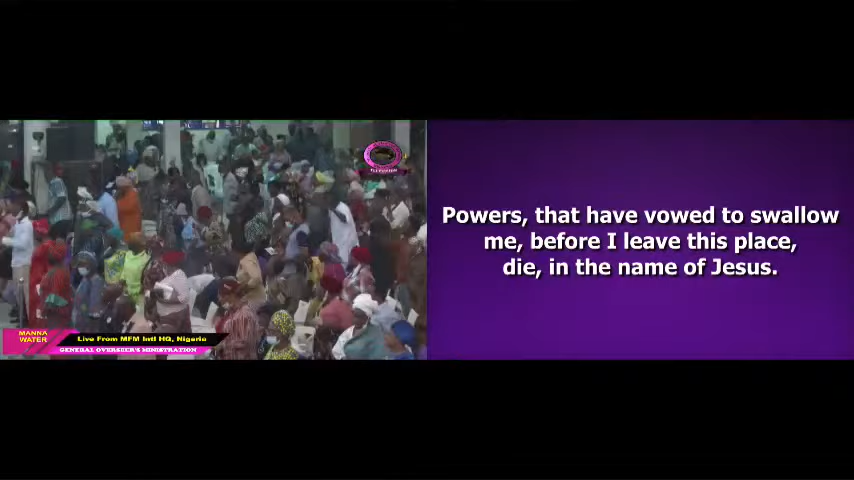 MANNA
WATER
Live From MFM Intl HQ, Nigeria
GENERAL OVERSEER'S MINISTRATION
TELEVISION
Powers, that have vowed to swallow
me, before I leave this place,
die, in the name of Jesus.